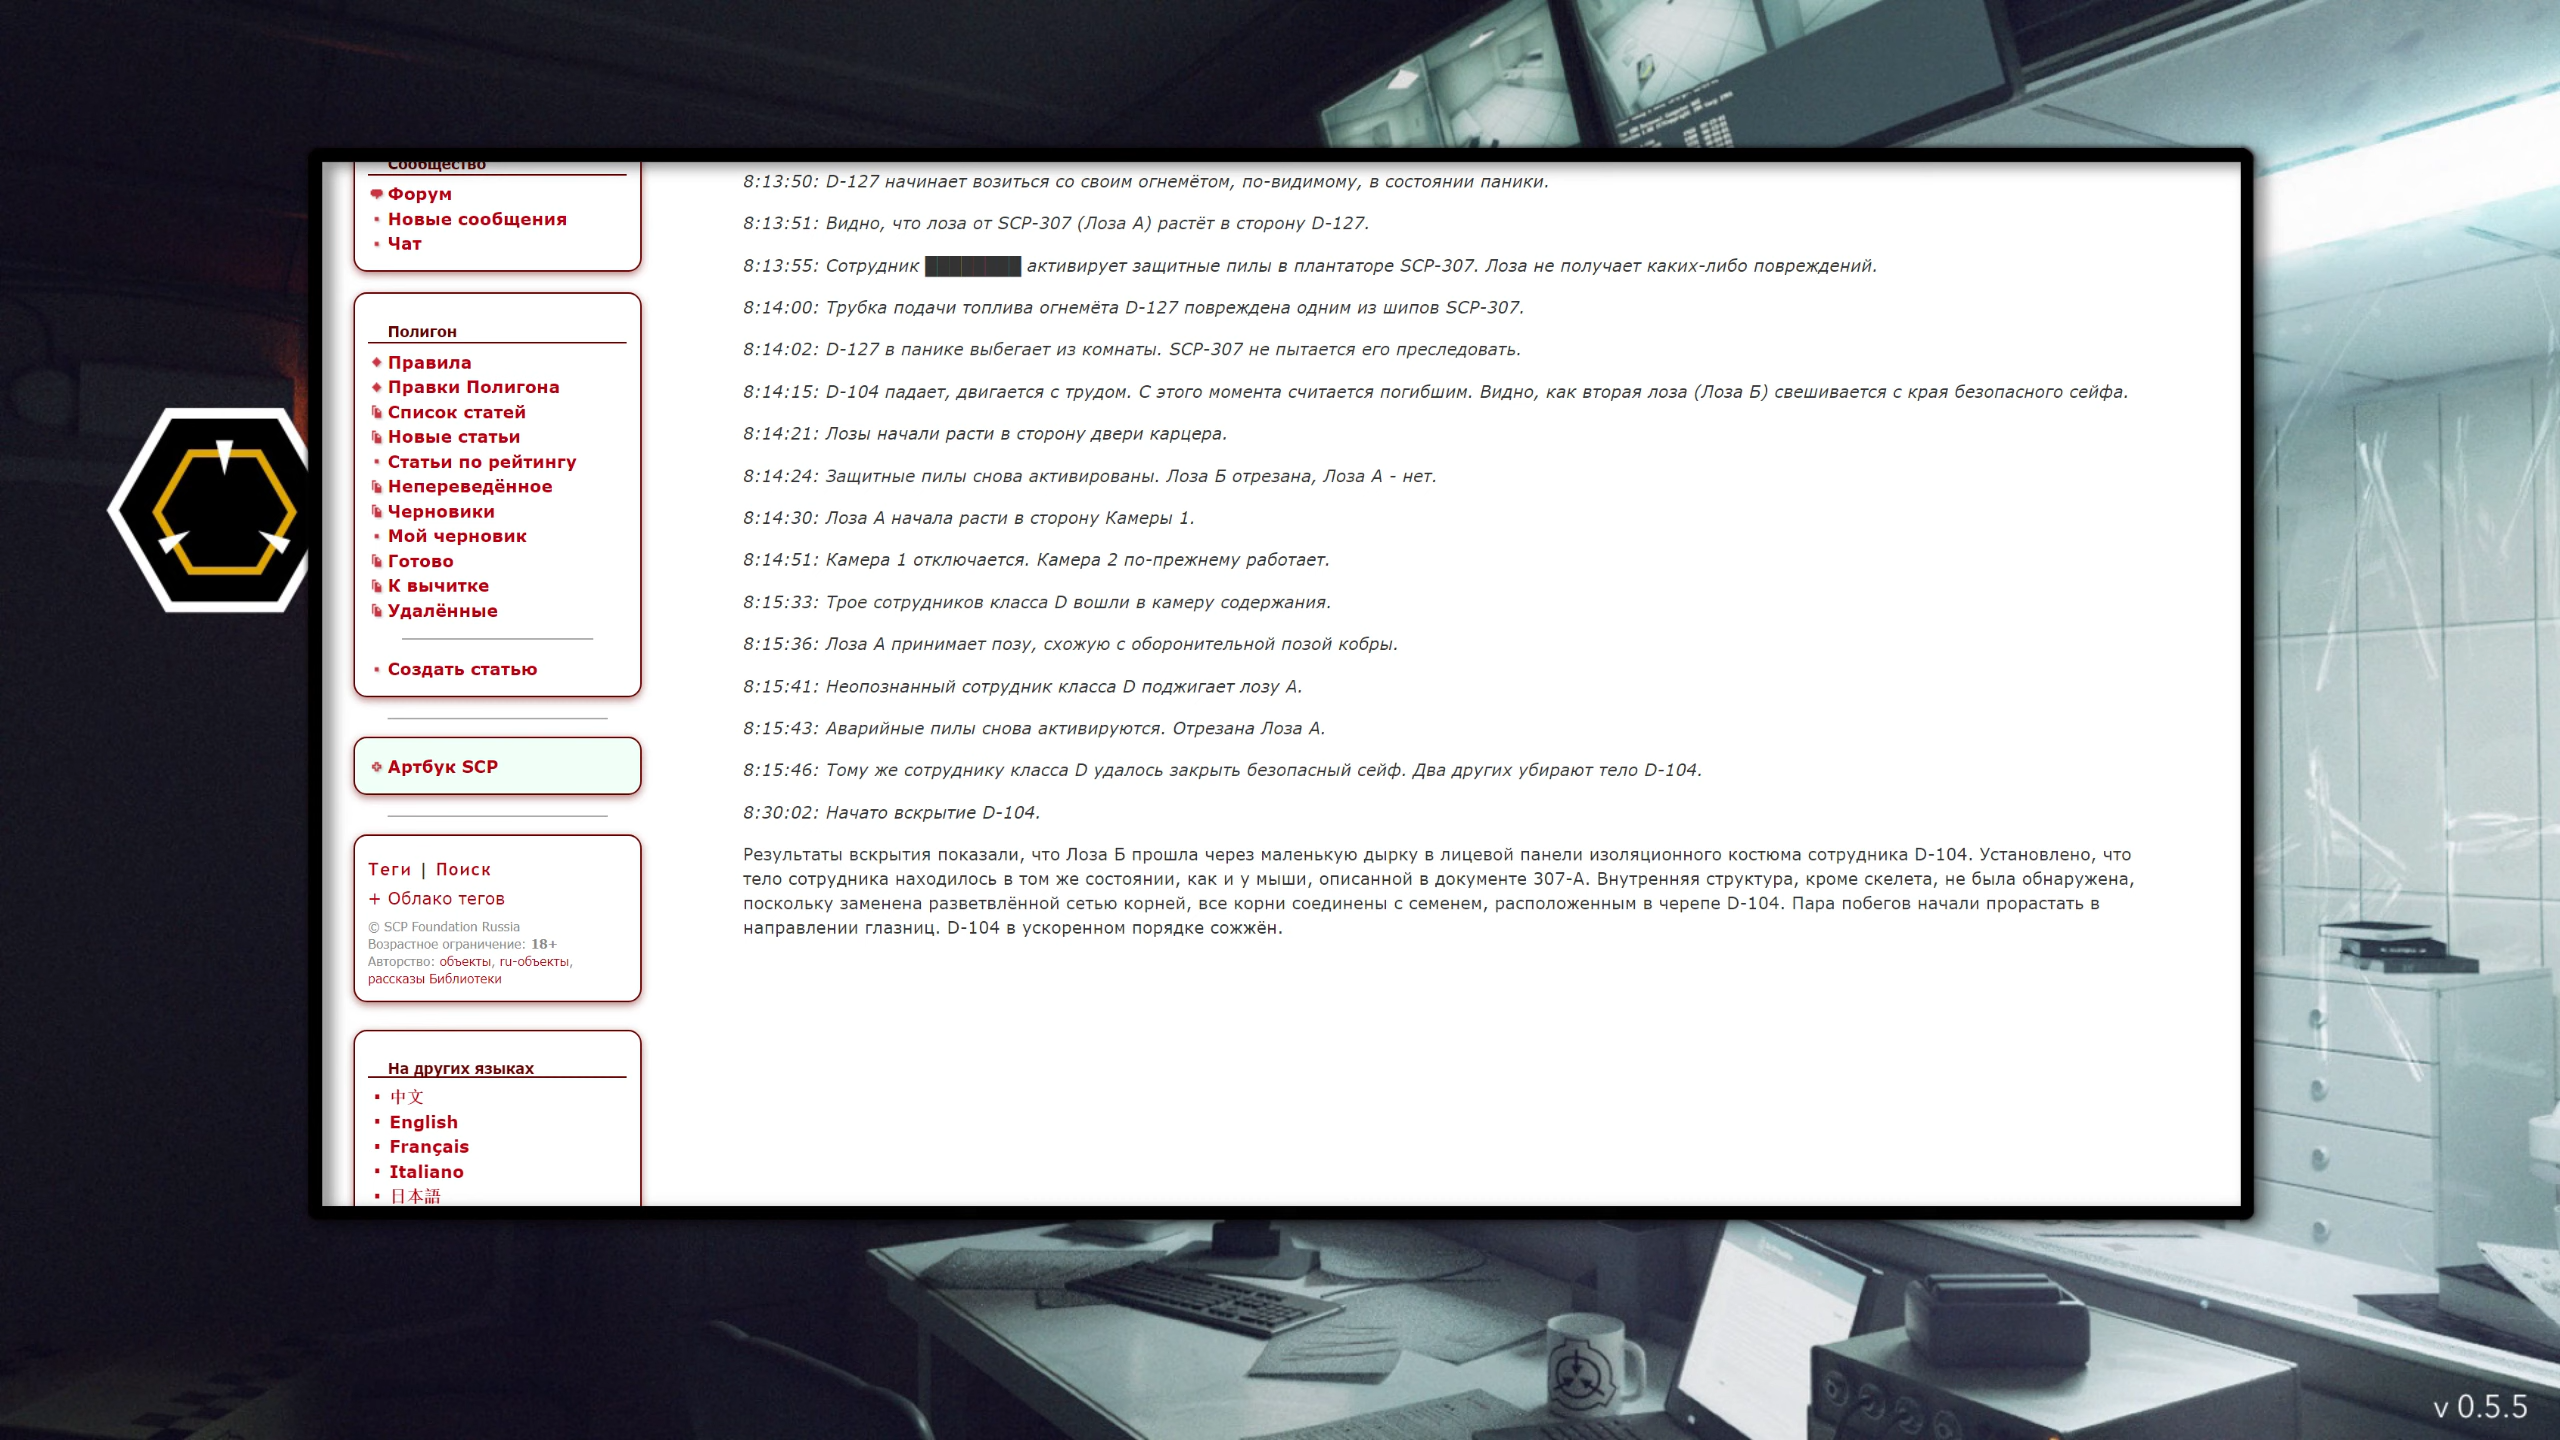 Сообщество
Форум
Новые сообщения
Чат
Полигон
Правила
Правки Полигона
Список статей
Новые статьи
Статьи по рейтингу
Непереведённое
Черновики
Мой черновик
Готово
К вычитке
Удалённые
Создать статью
Артбук SCP
Теги | Поиск
+ Облако тегов
© SCP Foundation Russia
Возрастное ограничение: 18+
Авторство: объекты, ru-объекты,
рассказы Библиотеки
На других языках
中文
English
Français
Italiano
日本語
8:13:50: D-127 начинает возиться со своим огнемётом, по-видимому, в состоянии паники.
8:13:51: Видно, что лоза от SCP-307 (Лоза А) растёт в сторону D-127.
8:13:55: Сотрудник ████████ активирует защитные пилы в плантаторе SCP-307. Лоза не получает каких-либо повреждений.
8:14:00: Трубка подачи топлива огнемёта D-127 повреждена одним из шипов SCP-307.
8:14:02: D-127 в панике выбегает из комнаты. SCP-307 не пытается его преследовать.
8:14:15: D-104 падает, двигается с трудом. С этого момента считается погибшим. Видно, как вторая лоза (Лоза Б) свешивается с края безопасного сейфа.
8:14:21: Лозы начали расти в сторону двери карцера.
8:14:24: Защитные пилы снова активированы. Лоза Б отрезана, Лоза А - нет.
8:14:30: Лоза А начала расти в сторону Камеры 1.
8:14:51: Камера 1 отключается. Камера 2 по-прежнему работает.
8:15:33: Трое сотрудников класса D вошли в камеру содержания.
8:15:36: Лоза А принимает позу, схожую с оборонительной позой кобры.
8:15:41: Неопознанный сотрудник класса D поджигает лозу А.
8:15:43: Аварийные пилы снова активируются. Отрезана Лоза А.
8:15:46: Тому же сотруднику класса D удалось закрыть безопасный сейф. Два других убирают тело D-104.
8:30:02: Начато вскрытие D-104.
Результаты вскрытия показали, что Лоза Б прошла через маленькую дырку в лицевой панели изоляционного костюма сотрудника D-104. Установлено, что
тело сотрудника находилось в том же состоянии, как и у мыши, описанной в документе 307-А. Внутренняя структура, кроме скелета, не была обнаружена,
поскольку заменена разветвлённой сетью корней, все корни соединены с семенем, расположенным в черепе D-104. Пара побегов начали прорастать в
направлении глазниц. D-104 в ускоренном порядке сожжён.
v 0.5.5